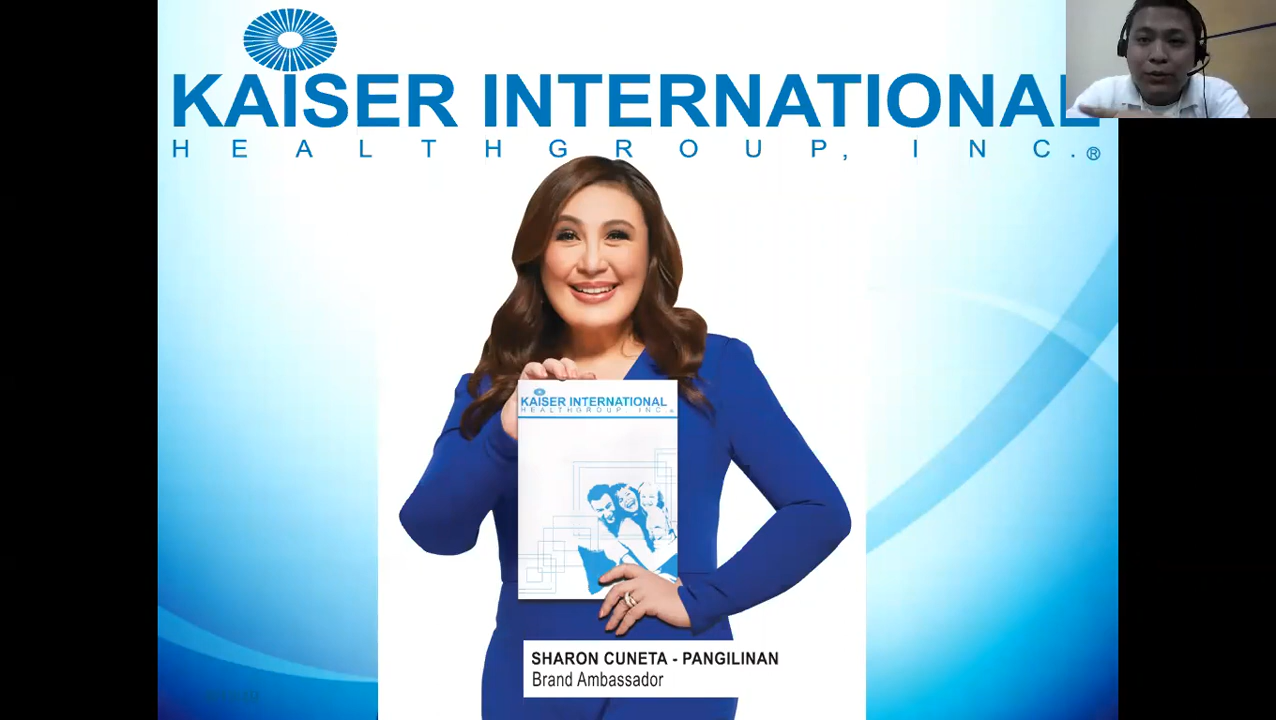 KAISER INTERNATIONAL
HEALTHGROUP, INC.®
KAISER INTERNATIONAL
HEALTHGROUP INC.
SHARON CUNETA - PANGILINAN
Brand Ambassador